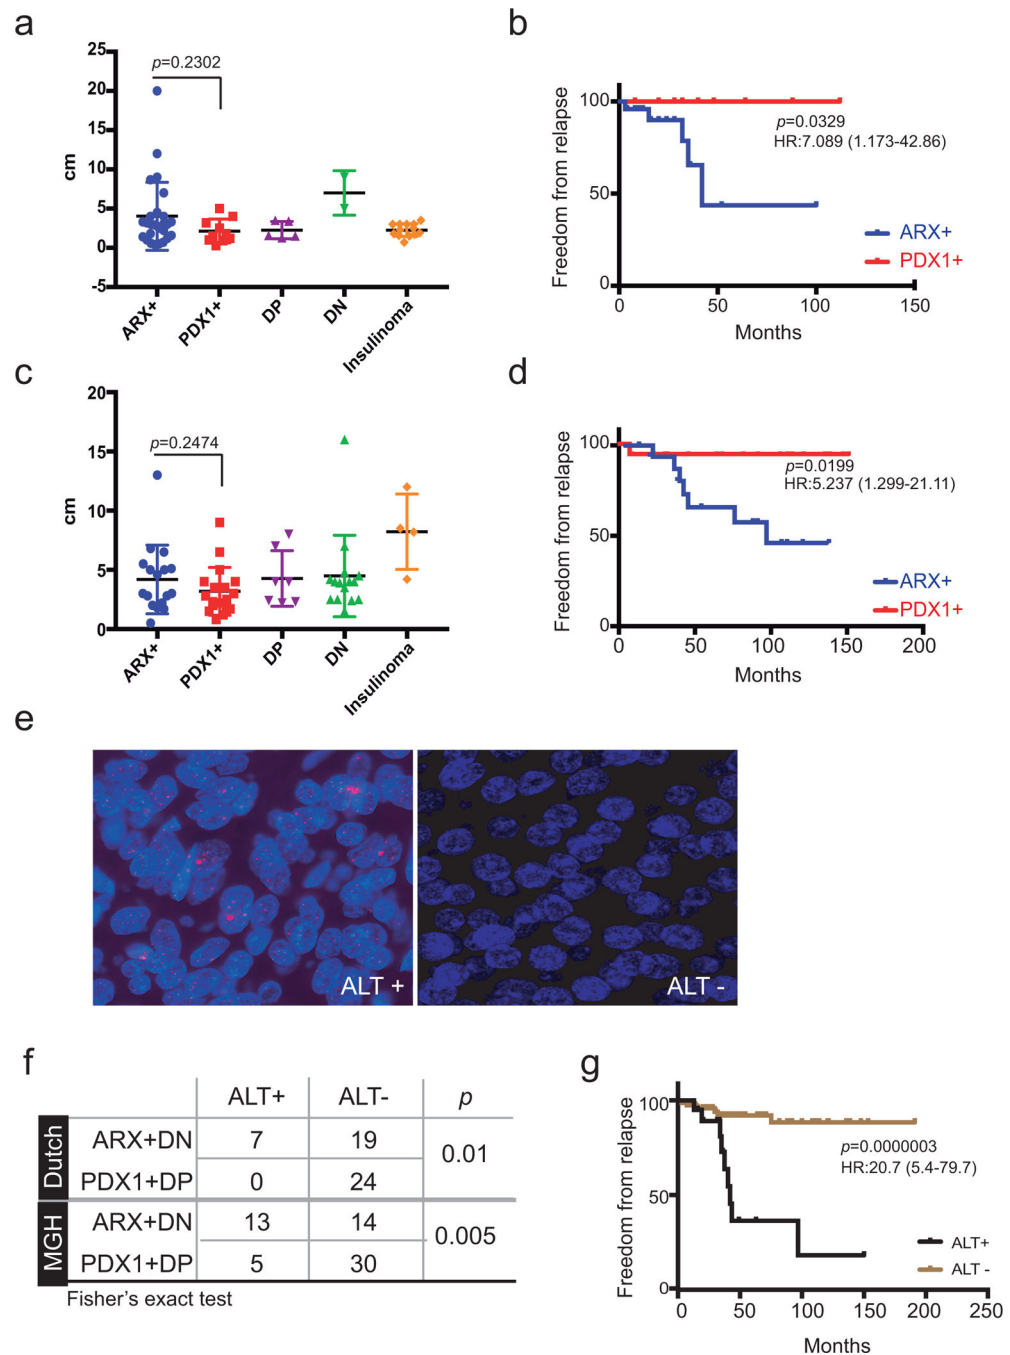 a
25
20
15
10
5
0
-5
cm
p=0.2302
ARX+
PDX1+
DP
DN
Insulinoma
b
Freedom from relapse
100
50
0
0 50 100 150
Months
p=0.0329
HR:7.089 (1.173-42.86)
ARX+
PDX1+
c
20
15
10
5
0
cm
p=0.2474
ARX+
PDX1+
DP
DN
Insulinoma
d
Freedom from relapse
100
50
0
0 50 100 150 200
Months
p=0.0199
HR:5.237 (1.299-21.11)
ARX+
PDX1+
e
ALT +
ALT -
f
ALT+ ALT- p
Dutch
ARX+DN 7 19
0.01
PDX1+DP 0 24
MGH
ARX+DN 13 14
0.005
PDX1+DP 5 30
Fisher's exact test
g
Freedom from relapse
100
50
0
0 50 100 150 200 250
Months
p=0.0000003
HR:20.7 (5.4-79.7)
ALT+
ALT -